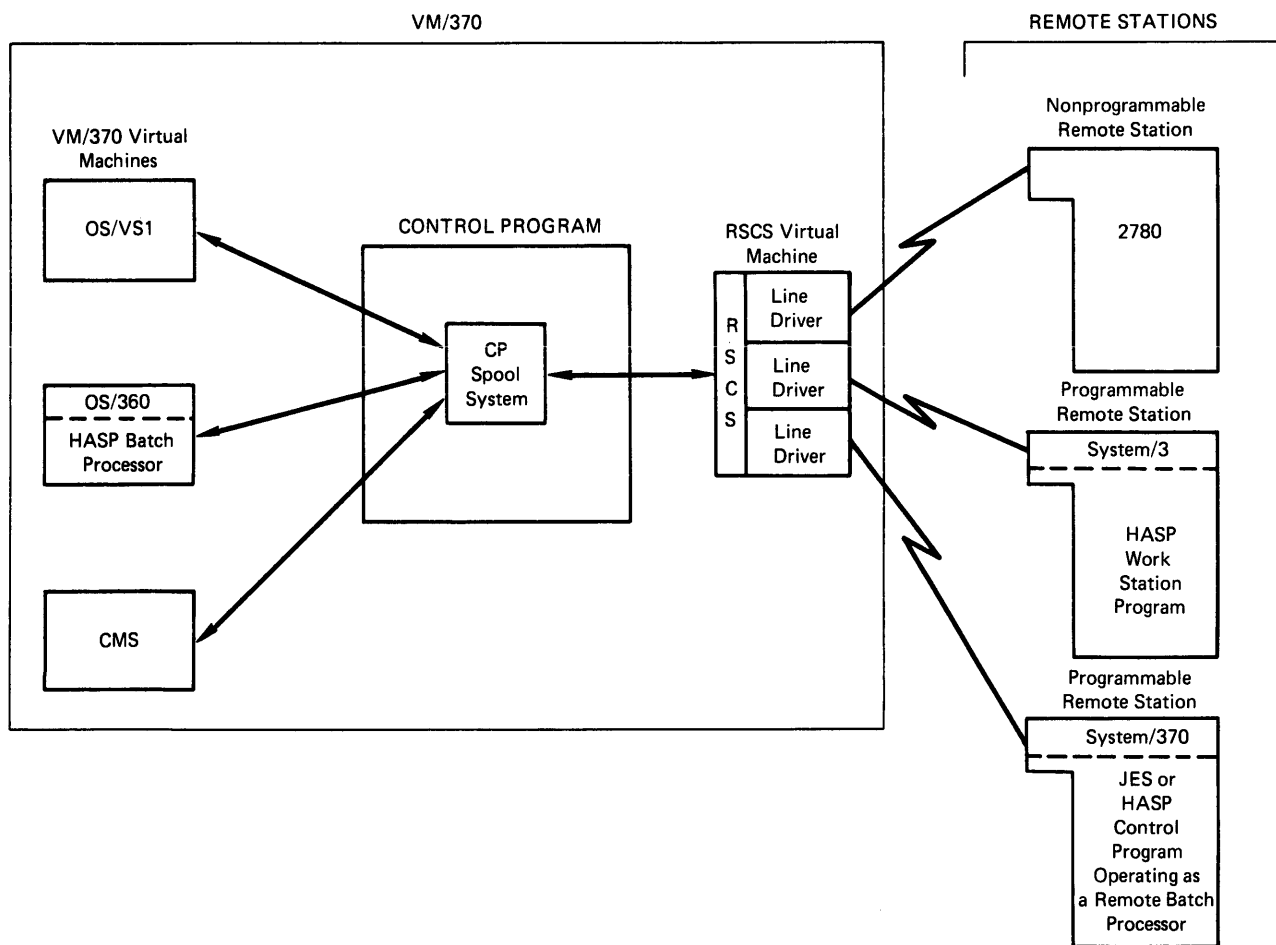 VM/370
REMOTE STATIONS
VM/370 Virtual
Machines
OS/VS1
OS/360
HASP Batch
Processor
CMS
CONTROL PROGRAM
CP
Spool
System
RSCS Virtual
Machine
R
S
C
S
Line
Driver
Line
Driver
Line
Driver
Nonprogrammable
Remote Station
2780
Programmable
Remote Station
System/3
HASP
Work
Station
Program
Programmable
Remote Station
System/370
JES or
HASP
Control
Program
Operating as
a Remote Batch
Processor